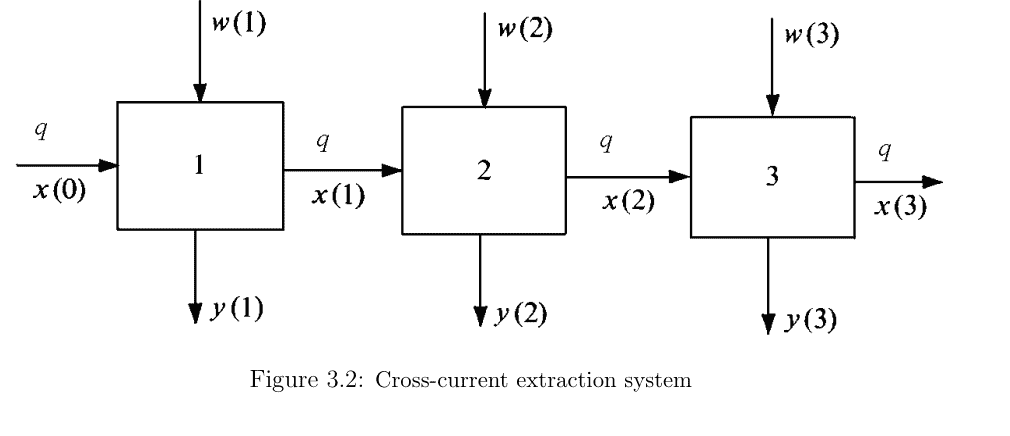 w(1)
w(2)
w(3)
q
q
q
q
1
2
3
x(0)
x(1)
x(2)
x(3)
y(1)
y(2)
y(3)
Figure 3.2: Cross-current extraction system